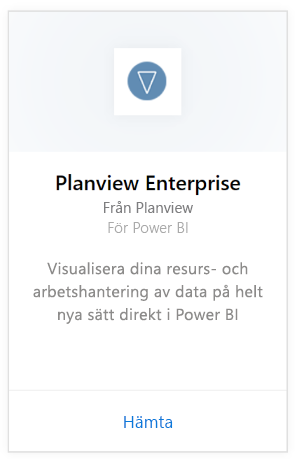 Planview Enterprise
Från Planview
För Power BI
Visualisera dina resurs- och
arbetshantering av data på helt
nya sätt direkt i Power BI
Hämta